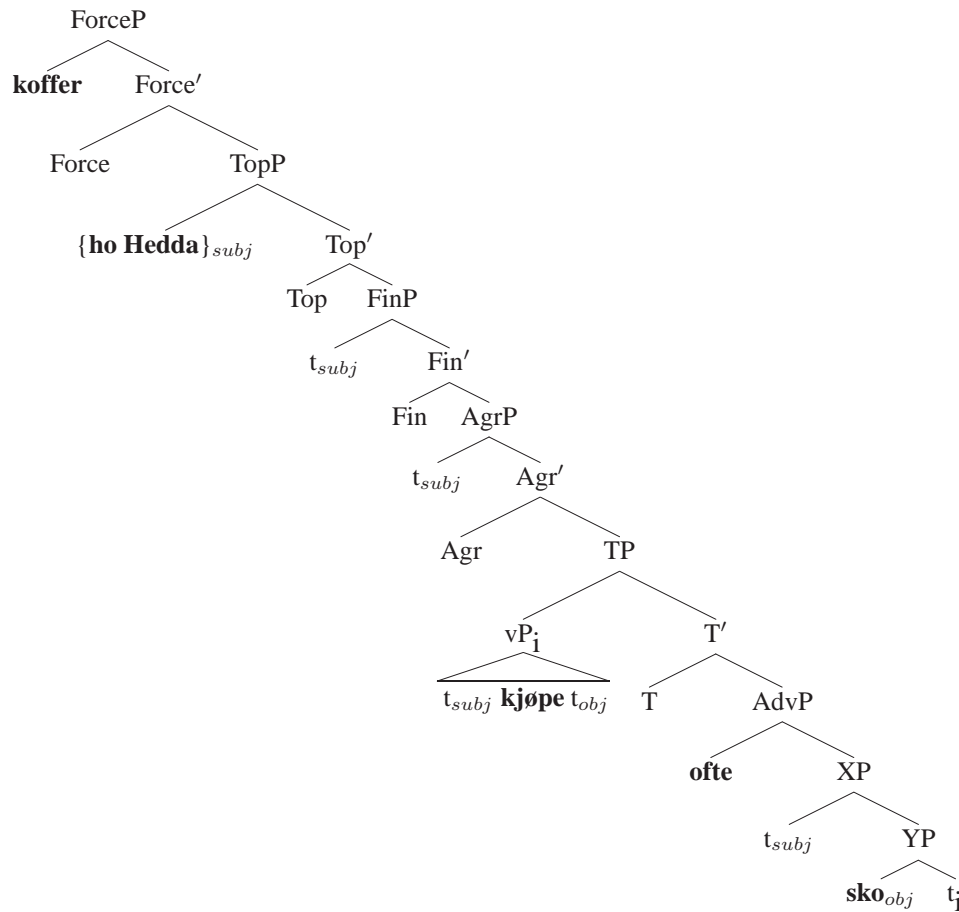 ForceP
koffer Force′
Force TopP
{ho Hedda}subj Top′
Top FinP
tsubj Fin′
Fin AgrP
tsubj Agr'
Agr TP
vPi T′
tsubj kjøpe tobj T AdvP
ofte XP
tsubj YP
skoobj ti